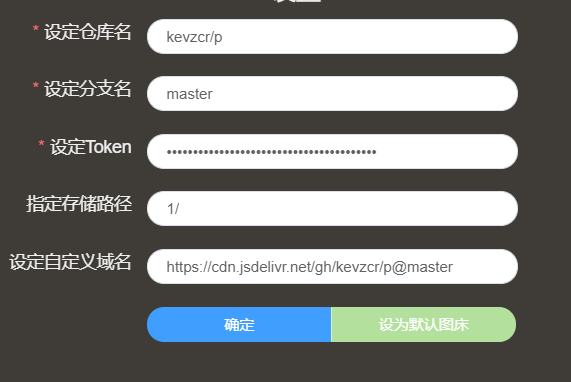 * 设定仓库名 kevzcr/p
* 设定分支名 master
* 设定Token ••••••••••••••••••••••••••••••••••••••••
指定存储路径 1/
设定自定义域名 https://cdn.jsdelivr.net/gh/kevzcr/p@master
确定 设为默认图床